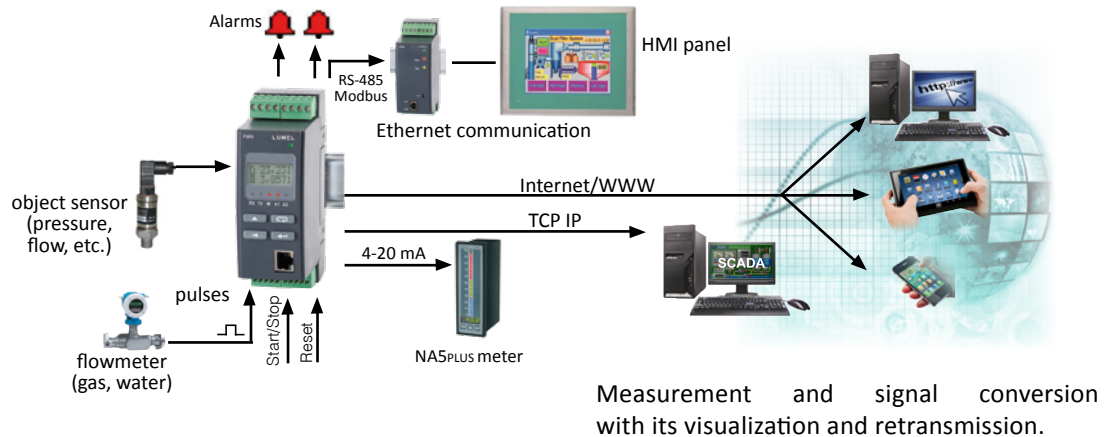 Alarms
RS-485
Modbus
HMI panel
Ethernet communication
LUMEL
object sensor
(pressure,
flow, etc.)
Internet/WWW
http://www
TCP IP
SCADA
4-20 mA
pulses
Start/Stop
Reset
flowmeter
(gas, water)
NA5PLUS meter
Measurement and signal conversion
with its visualization and retransmission.